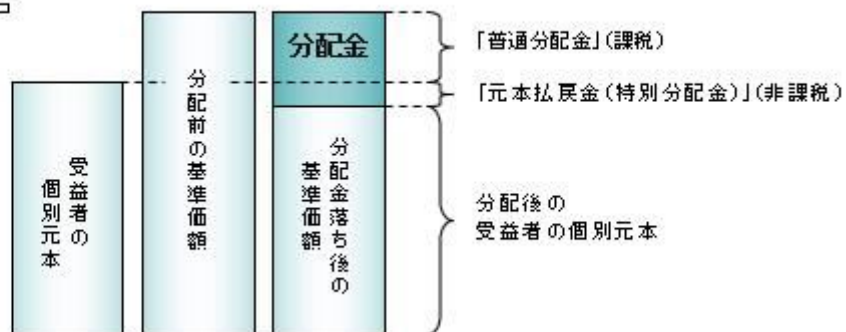 受益者の
個別元本
分配前の基準価額
分配金
分配金落ち後の
基準価額
「普通分配金」(課税)
「元本払戻金(特別分配金)」(非課税)
分配後の
受益者の個別元本